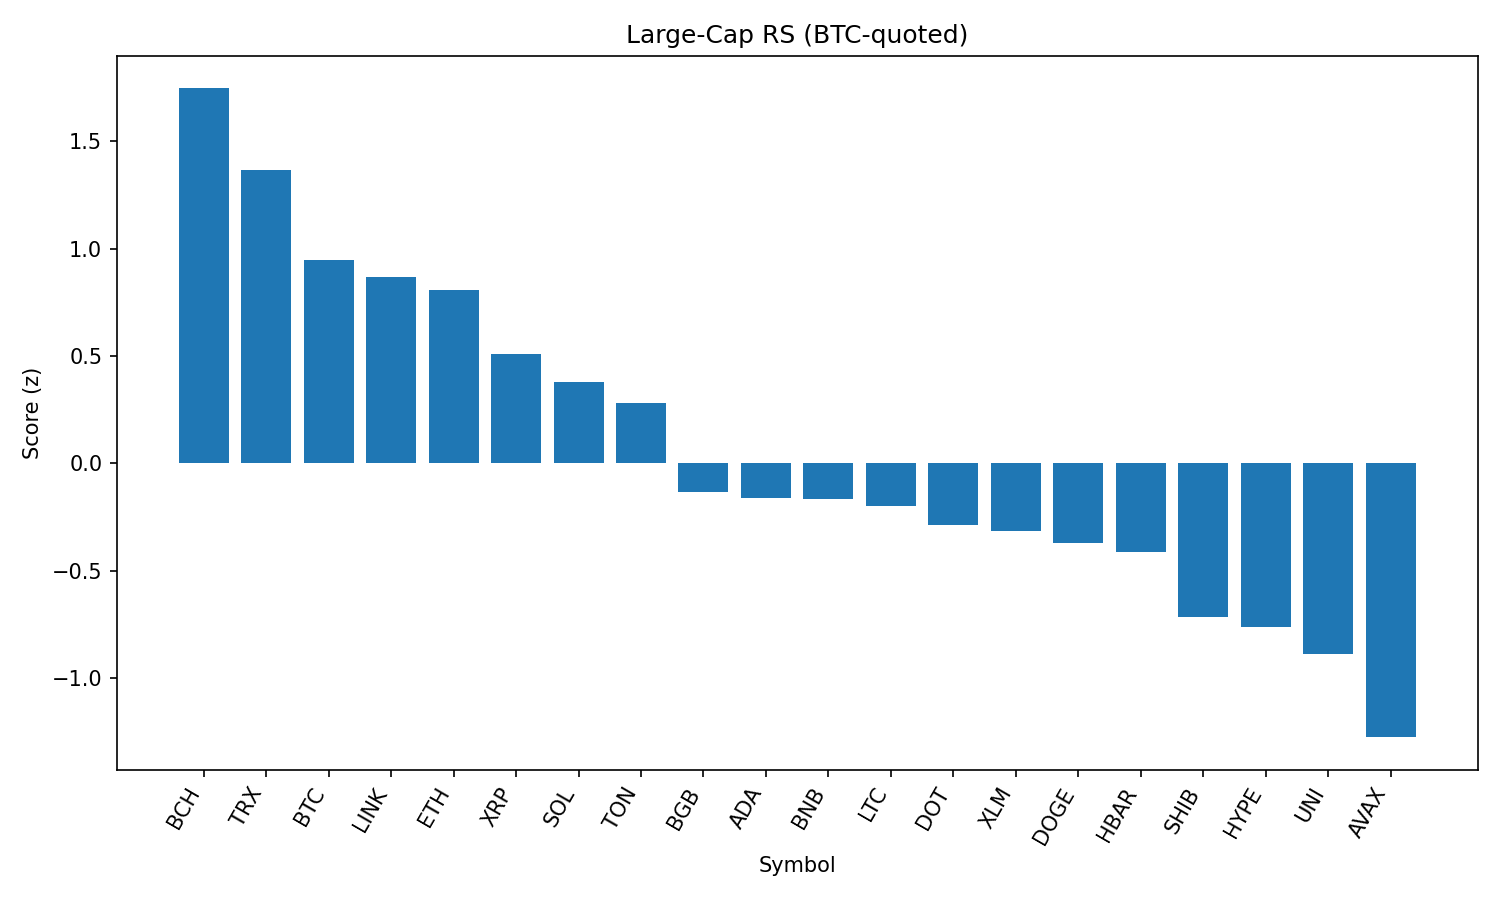 Large-Cap RS (BTC-quoted)
Score (z)
1.5
1.0
0.5
0.0
−0.5
−1.0
BCH
TRX
BTC
LINK
ETH
XRP
SOL
TON
BGB
ADA
BNB
LTC
DOT
XLM
DOGE
HBAR
SHIB
HYPE
UNI
AVAX
Symbol